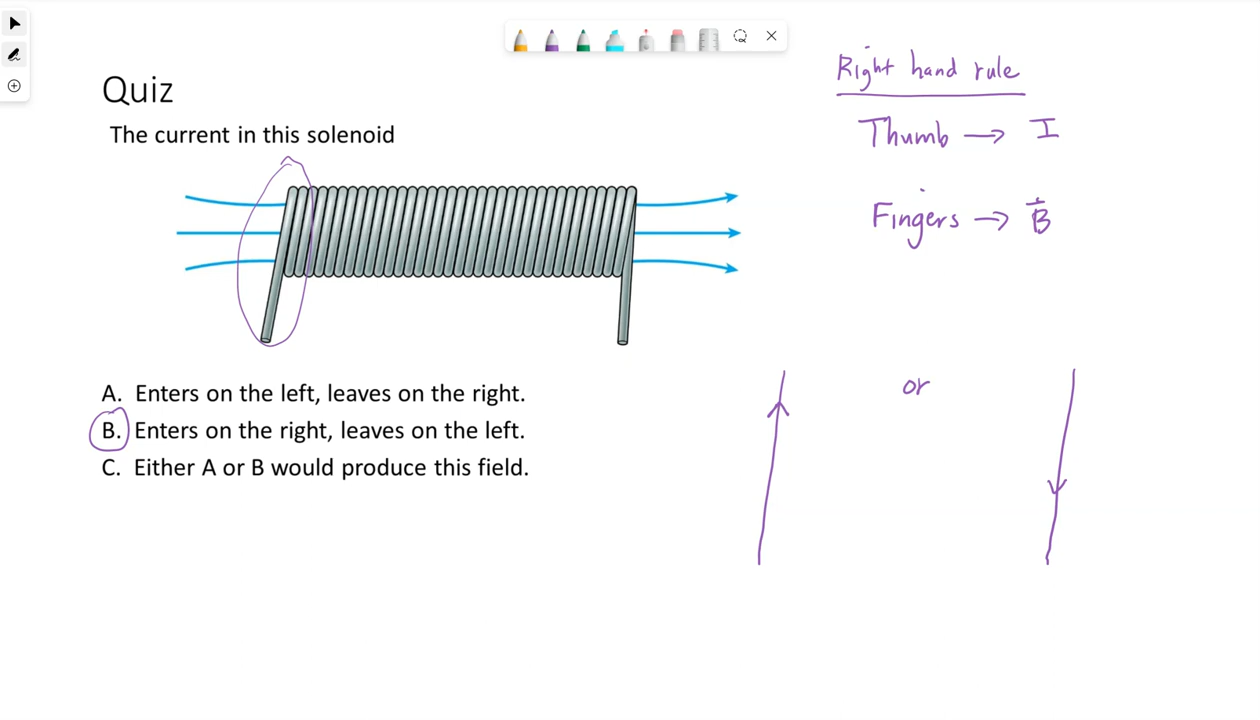 Quiz
The current in this solenoid
A. Enters on the left, leaves on the right.
B. Enters on the right, leaves on the left.
C. Either A or B would produce this field.
Right hand rule
Thumb → I
Fingers → B⃗
or